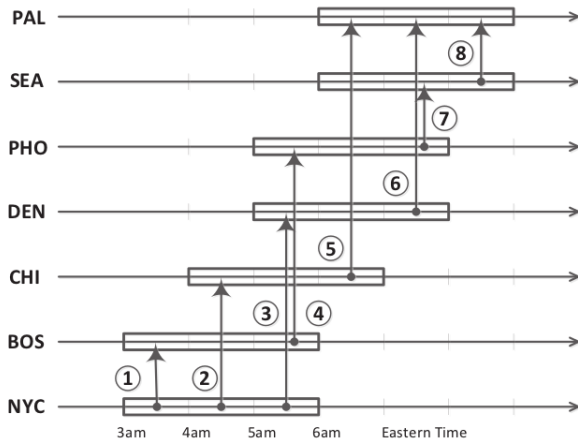 PAL
⑧
SEA
⑦
PHO
⑥
DEN
⑤
CHI
③ ④
BOS
① ②
NYC
3am 4am 5am 6am Eastern Time